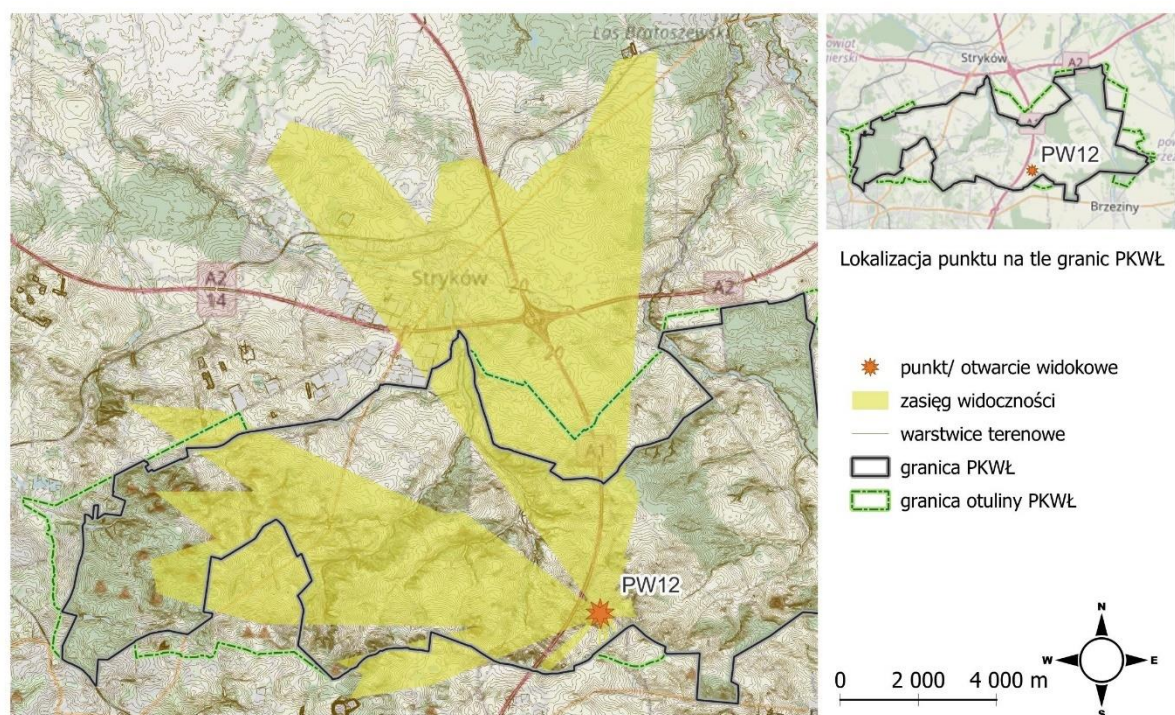 Las Bratoszewski
Stryków
A2
14
A2
20
20
A1
PW12
Stryków
A2
PW12
Brzeziny
Lokalizacja punktu na tle granic PKWŁ
punkt/ otwarcie widokowe
zasięg widoczności
warstwice terenowe
granica PKWŁ
granica otuliny PKWŁ
N
W
E
S
0 2 000 4 000 m